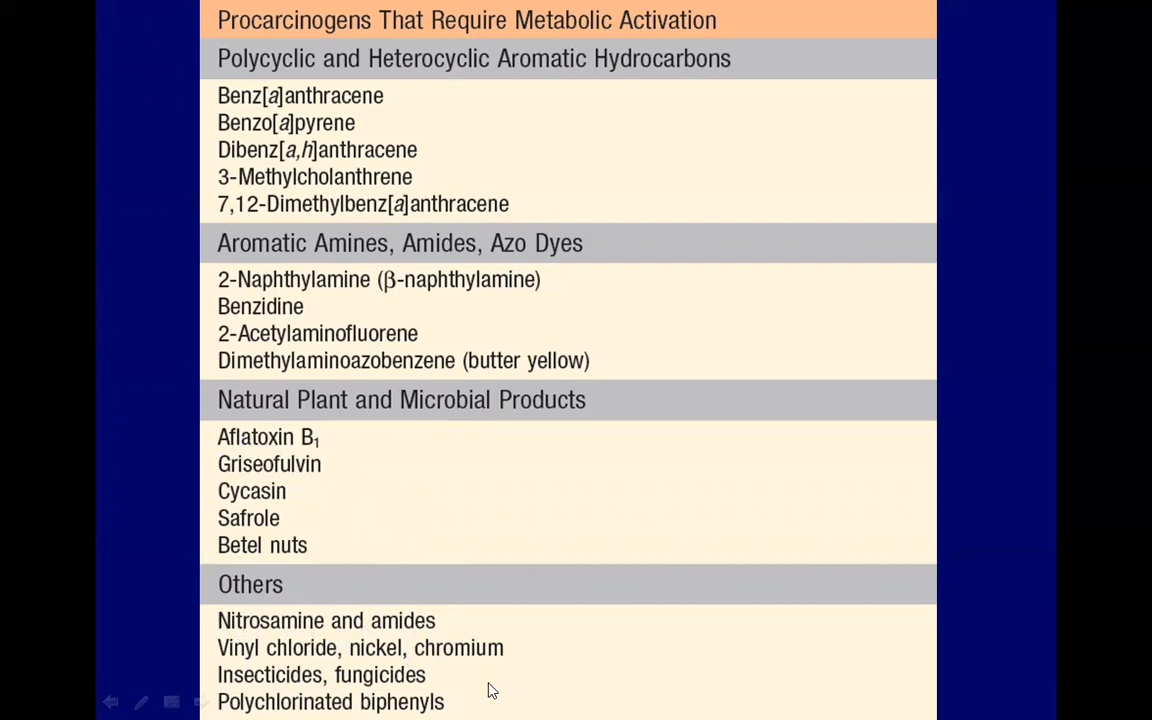 Procarcinogens That Require Metabolic Activation
Polycyclic and Heterocyclic Aromatic Hydrocarbons
Benz[a]anthracene
Benzo[a]pyrene
Dibenz[a,h]anthracene
3-Methylcholanthrene
7,12-Dimethylbenz[a]anthracene
Aromatic Amines, Amides, Azo Dyes
2-Naphthylamine (β-naphthylamine)
Benzidine
2-Acetylaminofluorene
Dimethylaminoazobenzene (butter yellow)
Natural Plant and Microbial Products
Aflatoxin B₁
Griseofulvin
Cycasin
Safrole
Betel nuts
Others
Nitrosamine and amides
Vinyl chloride, nickel, chromium
Insecticides, fungicides
Polychlorinated biphenyls